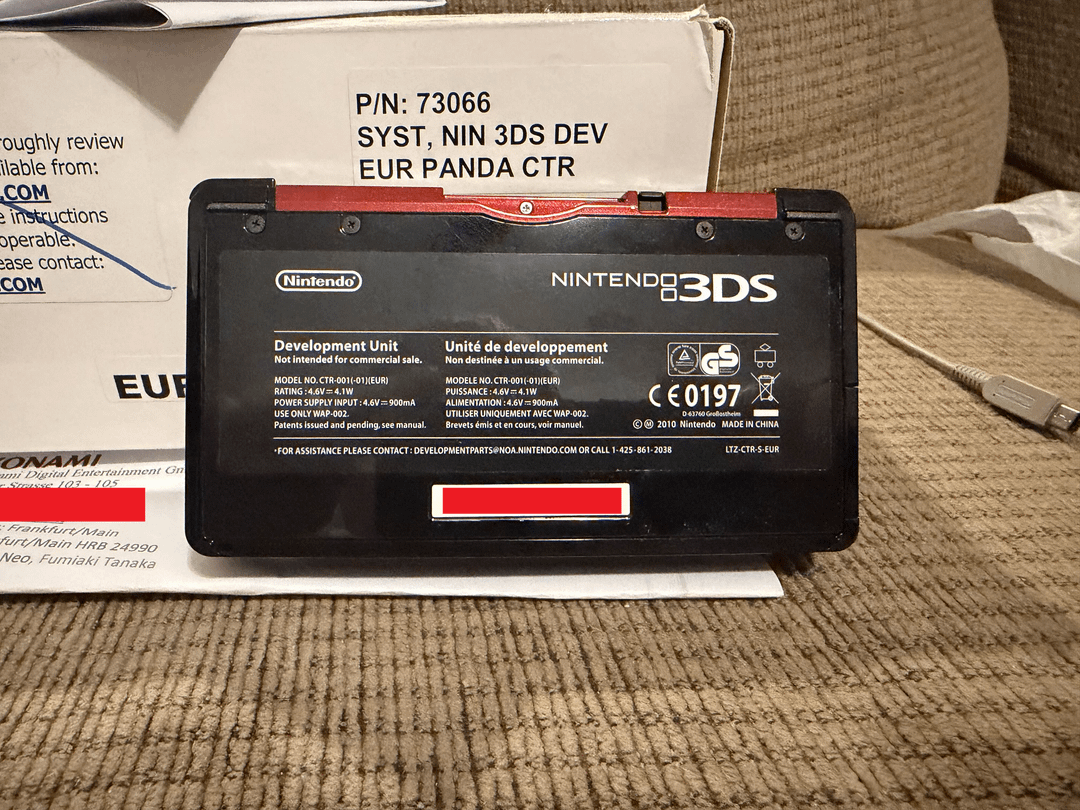 roughly review
ilable from:
.COM
e instructions
operable.
ease contact:
.COM
P/N: 73066
SYST, NIN 3DS DEV
EUR PANDA CTR
EUR
Nintendo
NINTENDO 3DS
Development Unit
Not intended for commercial sale.
MODEL NO. CTR-001(-01)(EUR)
RATING : 4.6V⎓4.1W
POWER SUPPLY INPUT : 4.6V⎓900mA
USE ONLY WAP-002.
Patents issued and pending, see manual.
Unité de developpement
Non destinée à un usage commercial.
MODELE NO. CTR-001(-01)(EUR)
PUISSANCE : 4.6V⎓4.1W
ALIMENTATION : 4.6V⎓900mA
UTILISER UNIQUEMENT AVEC WAP-002.
Brevets émis et en cours, voir manuel.
GS
CE0197
D-63760 Großostheim
© Ⓜ 2010 Nintendo MADE IN CHINA
*FOR ASSISTANCE PLEASE CONTACT : DEVELOPMENTPARTS@NOA.NINTENDO.COM OR CALL 1-425-861-2038
LTZ-CTR-S-EUR
KONAMI
ami Digital Entertainment Gm
er Strasse 103 - 105
Frankfurt/Main
furt/Main HRB 24990
Neo, Fumiaki Tanaka